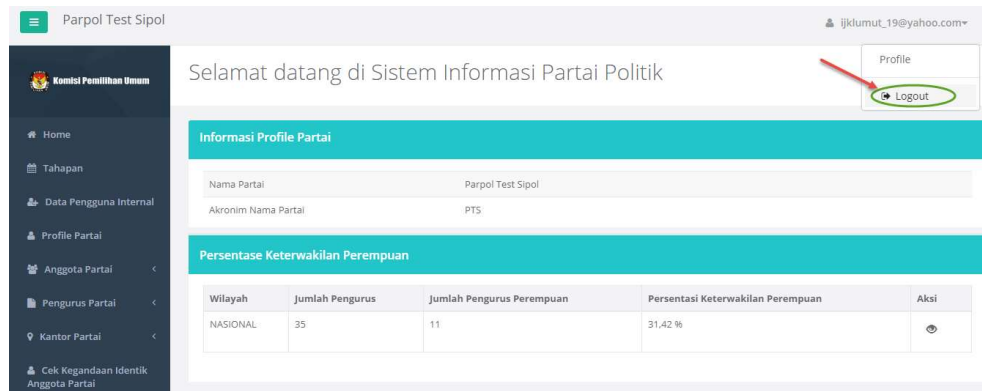 Parpol Test Sipol
ijklumut_19@yahoo.com
Profile
Logout
Komisi Pemilihan Umum
Selamat datang di Sistem Informasi Partai Politik
Home
Tahapan
Data Pengguna Internal
Profile Partai
Anggota Partai
Pengurus Partai
Kantor Partai
Cek Kegandaan Identik
Anggota Partai
Informasi Profile Partai
Nama Partai Parpol Test Sipol
Akronim Nama Partai PTS
Persentase Keterwakilan Perempuan
Wilayah Jumlah Pengurus Jumlah Pengurus Perempuan Persentasi Keterwakilan Perempuan Aksi
NASIONAL 35 11 31,42 %